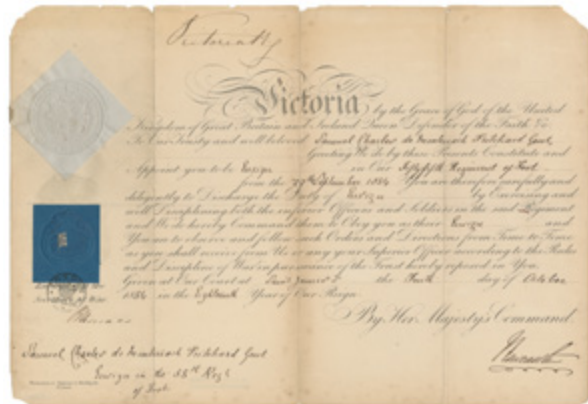 Victoria by the Grace of God of the United
Kingdom of Great Britain and Ireland Queen Defender of the Faith &c
To Our Trusty and well beloved Samuel Charles de Pritchard Gent
Greeting We do by these Presents Constitute and
Appoint you to be Ensign in Our Regiment of Foot
from the September 1854 You are therefore carefully and
diligently to Discharge the Duty of Ensign by Exercising and
well Disciplining both the inferior Officers and Soldiers in the said Regiment
and We do hereby Command them to Obey you as their Ensign and
You are to observe and follow such Orders and Directions from Time to Time
as you shall receive from Us or any your Superior Officer according to the Rules
and Discipline of War in pursuance of the Trust hereby reposed in You
Given at Our Court at Saint James's the day of October
1854 in the Eighteenth Year of Our Reign
By Her Majesty's Command
Samuel Charles de Pritchard Gent
Ensign in the Regt
of Foot